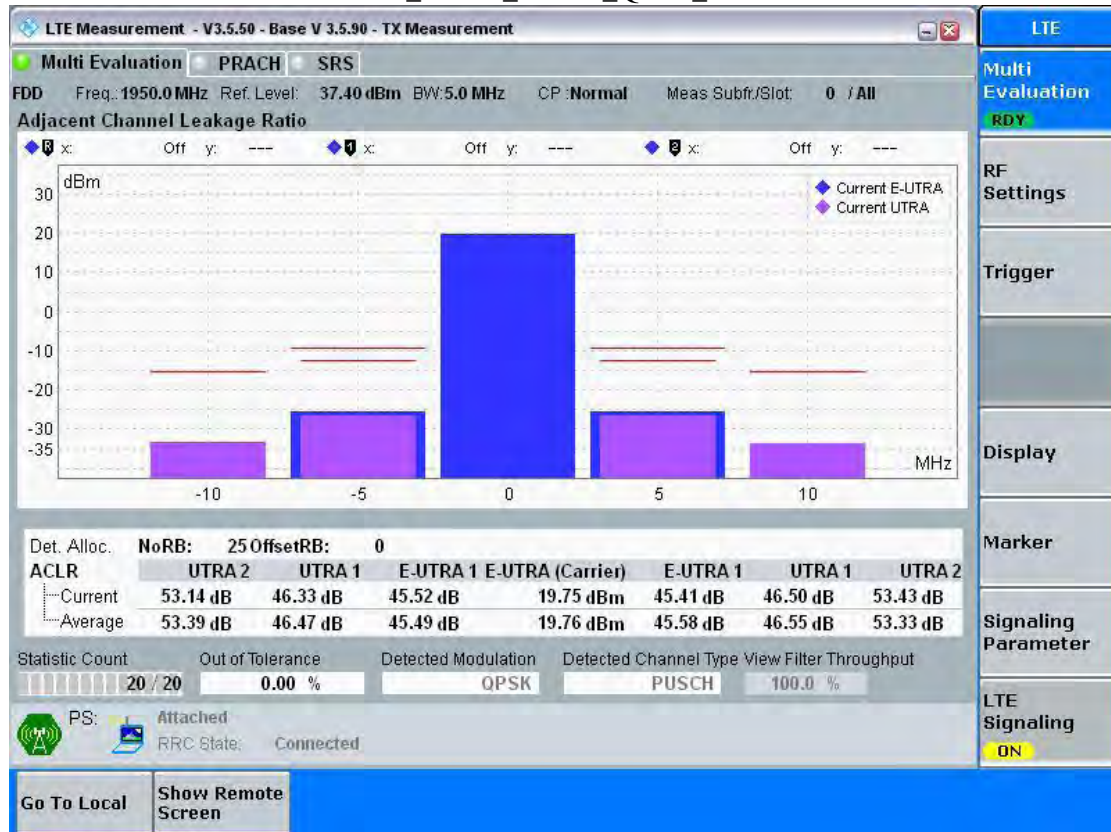 LTE Measurement - V3.5.50 - Base V 3.5.90 - TX Measurement
LTE
Multi Evaluation PRACH SRS
FDD Freq.: 1950.0 MHz Ref. Level: 37.40 dBm BW: 5.0 MHz CP : Normal Meas Subfr./Slot: 0 / All
Adjacent Channel Leakage Ratio
R x: Off y: --- 1 x: Off y: --- 2 x: Off y: ---
dBm
Current E-UTRA
Current UTRA
30
20
10
0
-10
-20
-30
-35
MHz
-10 -5 0 5 10
Det. Alloc. NoRB: 25 OffsetRB: 0
ACLR UTRA 2 UTRA 1 E-UTRA 1 E-UTRA (Carrier) E-UTRA 1 UTRA 1 UTRA 2
Current 53.14 dB 46.33 dB 45.52 dB 19.75 dBm 45.41 dB 46.50 dB 53.43 dB
Average 53.39 dB 46.47 dB 45.49 dB 19.76 dBm 45.58 dB 46.55 dB 53.33 dB
Statistic Count Out of Tolerance Detected Modulation Detected Channel Type View Filter Throughput
20 / 20 0.00 % QPSK PUSCH 100.0 %
PS: Attached
RRC State: Connected
Multi
Evaluation
RDY
RF
Settings
Trigger
Display
Marker
Signaling
Parameter
LTE
Signaling
ON
Go To Local
Show Remote
Screen